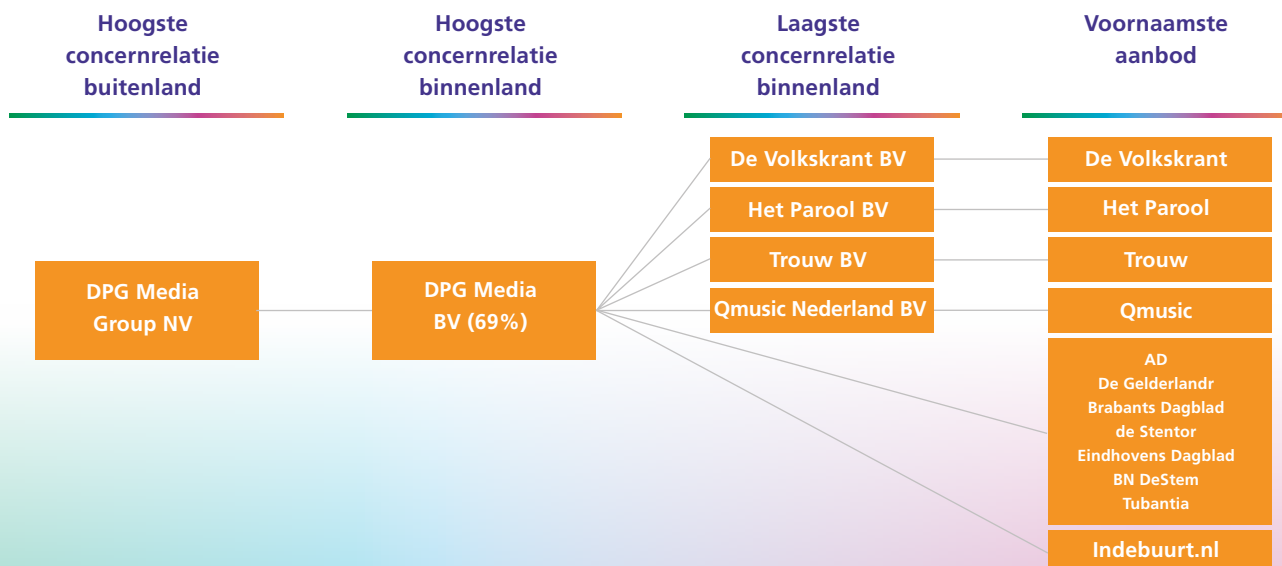 Hoogste
concernrelatie
buitenland
Hoogste
concernrelatie
binnenland
Laagste
concernrelatie
binnenland
Voornaamste
aanbod
DPG Media
Group NV
DPG Media
BV (69%)
De Volkskrant BV
Het Parool BV
Trouw BV
Qmusic Nederland BV
De Volkskrant
Het Parool
Trouw
Qmusic
AD
De Gelderlandr
Brabants Dagblad
de Stentor
Eindhovens Dagblad
BN DeStem
Tubantia
Indebuurt.nl